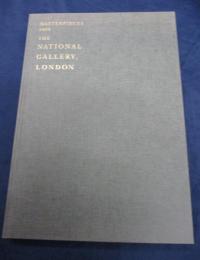 MASTERPIECES
FROM
THE
NATIONAL
GALLERY,
LONDON